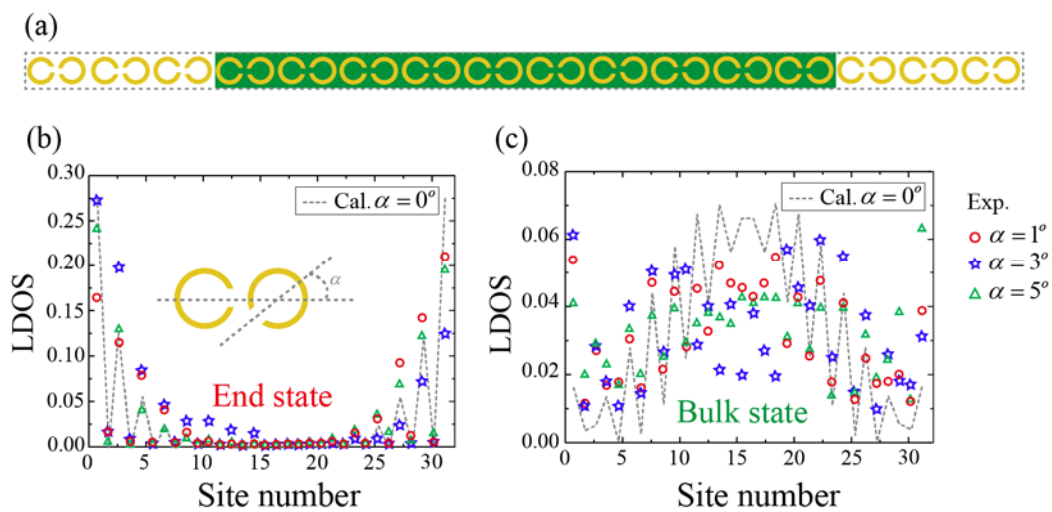 (a)
(b)
(c)
0.30
0.25
0.20
0.15
0.10
0.05
0.00
LDOS
Cal. α = 0°
α
End state
0 5 10 15 20 25 30
Site number
0.08
0.06
0.04
0.02
0.00
LDOS
Cal. α = 0°
Bulk state
0 5 10 15 20 25 30
Site number
Exp.
α = 1°
α = 3°
α = 5°